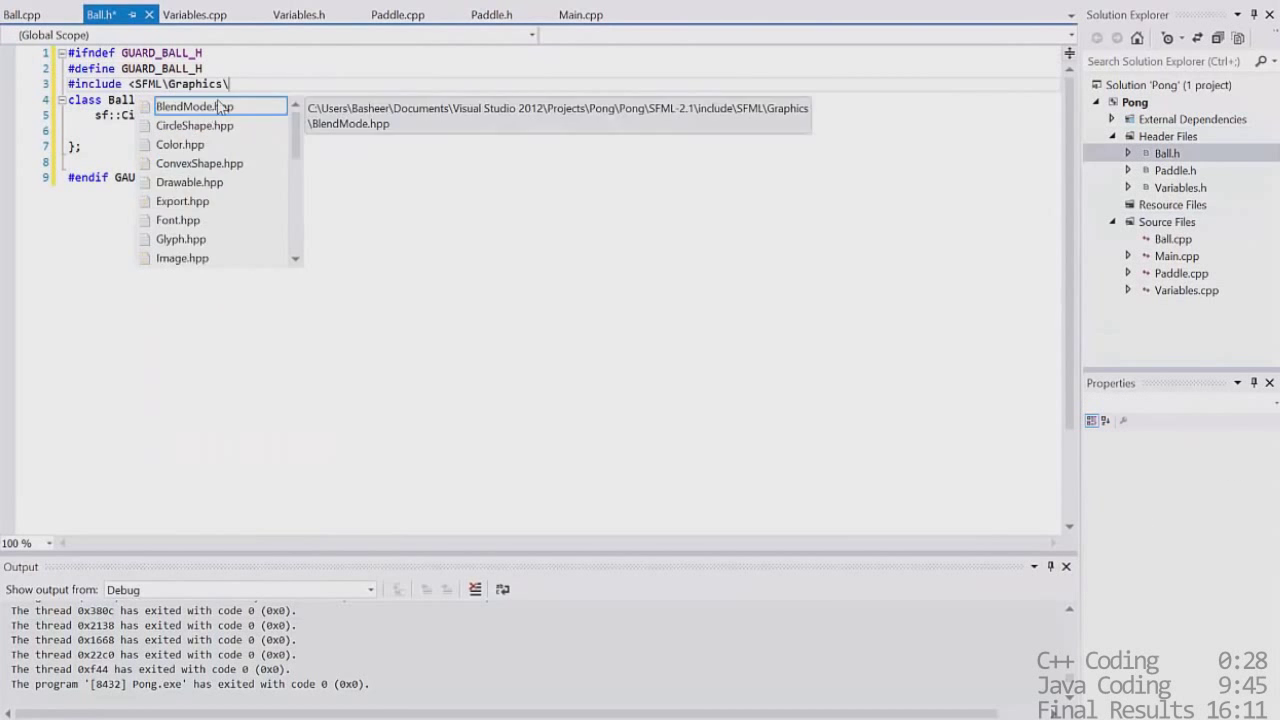 Ball.cpp
Ball.h*
Variables.cpp
Variables.h
Paddle.cpp
Paddle.h
Main.cpp
(Global Scope)
1 #ifndef GUARD_BALL_H
2 #define GUARD_BALL_H
3 #include <SFML\Graphics\
4 class Ball
5 sf::Ci
6
7 };
8
9 #endif GAU
BlendMode.hpp
CircleShape.hpp
Color.hpp
ConvexShape.hpp
Drawable.hpp
Export.hpp
Font.hpp
Glyph.hpp
Image.hpp
C:\Users\Basheer\Documents\Visual Studio 2012\Projects\Pong\Pong\SFML-2.1\include\SFML\Graphics
\BlendMode.hpp
100 %
Output
Show output from: Debug
The thread 0x380c has exited with code 0 (0x0).
The thread 0x2138 has exited with code 0 (0x0).
The thread 0x1668 has exited with code 0 (0x0).
The thread 0x22c0 has exited with code 0 (0x0).
The thread 0xf44 has exited with code 0 (0x0).
The program '[8432] Pong.exe' has exited with code 0 (0x0).
Solution Explorer
Search Solution Explorer (Ctrl+;)
Solution 'Pong' (1 project)
Pong
External Dependencies
Header Files
Ball.h
Paddle.h
Variables.h
Resource Files
Source Files
Ball.cpp
Main.cpp
Paddle.cpp
Variables.cpp
Properties
C++ Coding 0:28
Java Coding 9:45
Final Results 16:11